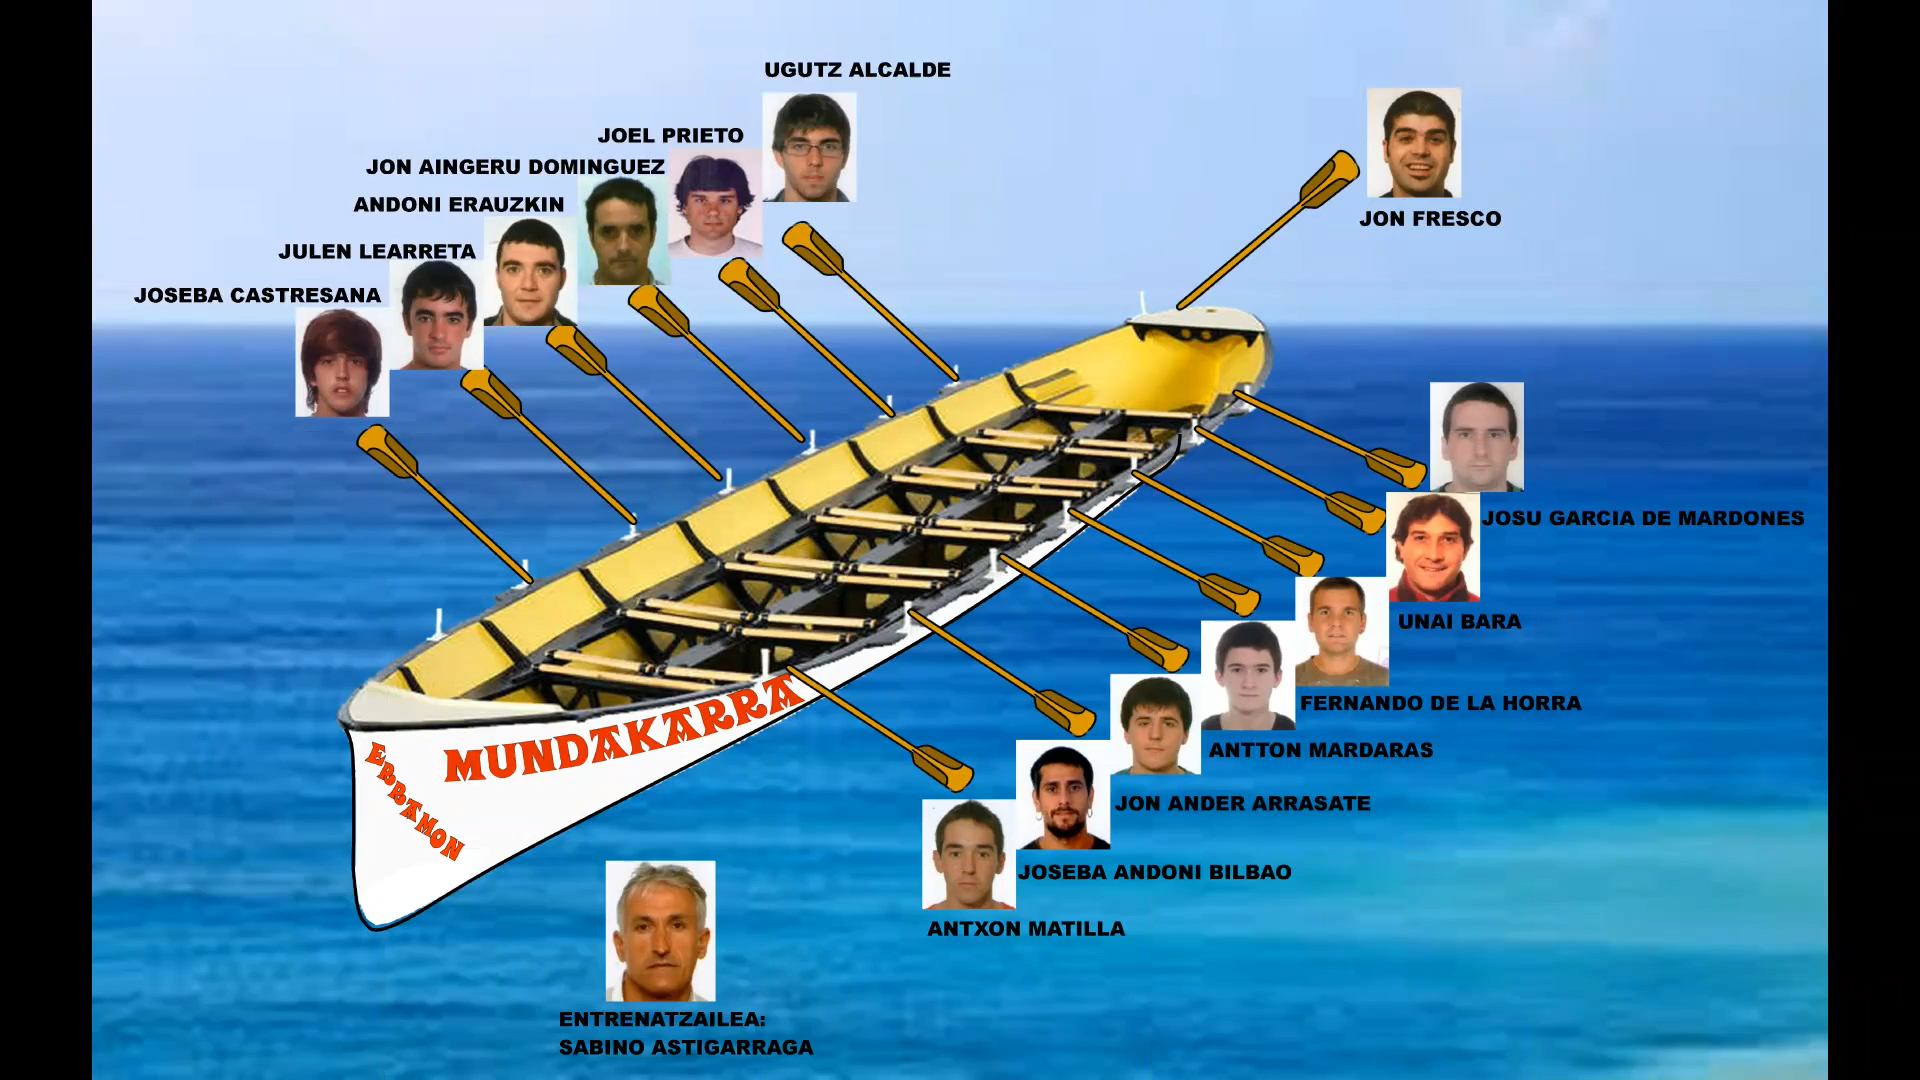 UGUTZ ALCALDE
JOEL PRIETO
JON AINGERU DOMINGUEZ
ANDONI ERAUZKIN
JULEN LEARRETA
JOSEBA CASTRESANA
JON FRESCO
JOSU GARCIA DE MARDONES
UNAI BARA
FERNANDO DE LA HORRA
ANTTON MARDARAS
JON ANDER ARRASATE
JOSEBA ANDONI BILBAO
ANTXON MATILLA
MUNDAKARRA
ERRAMON
ENTRENATZAILEA:
SABINO ASTIGARRAGA